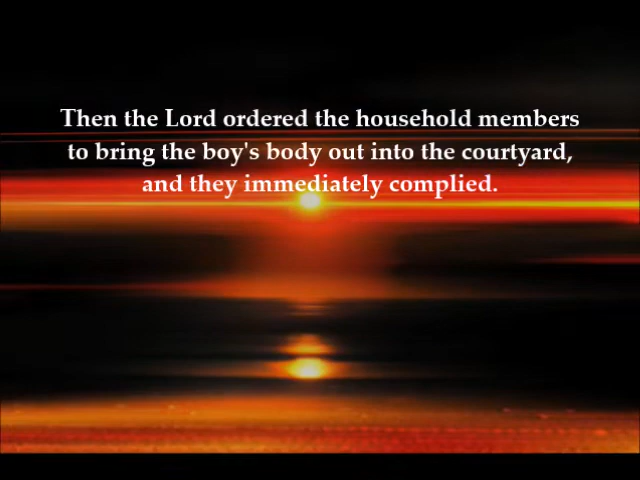 Then the Lord ordered the household members
to bring the boy's body out into the courtyard,
and they immediately complied.